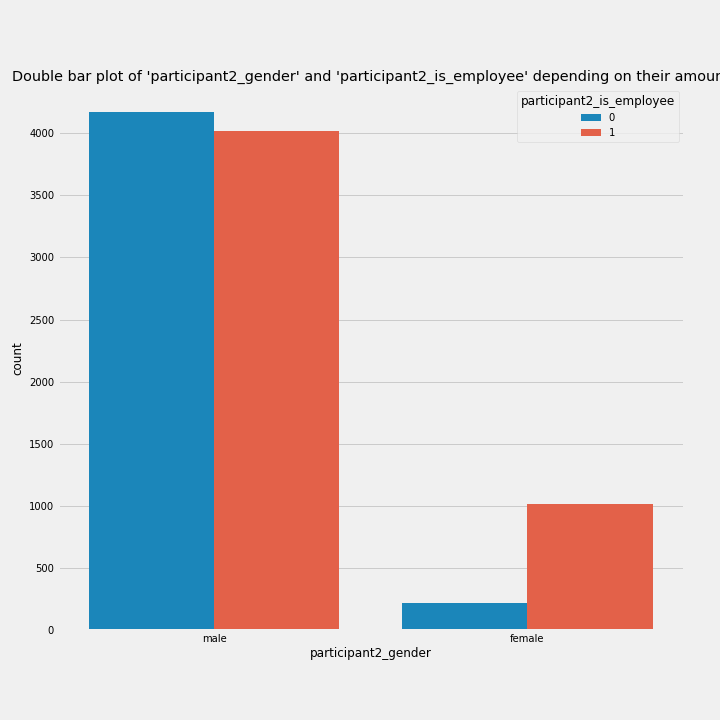 Double bar plot of 'participant2_gender' and 'participant2_is_employee' depending on their amoun
participant2_is_employee
0
1
4000
3500
3000
2500
2000
1500
1000
500
0
count
male female
participant2_gender